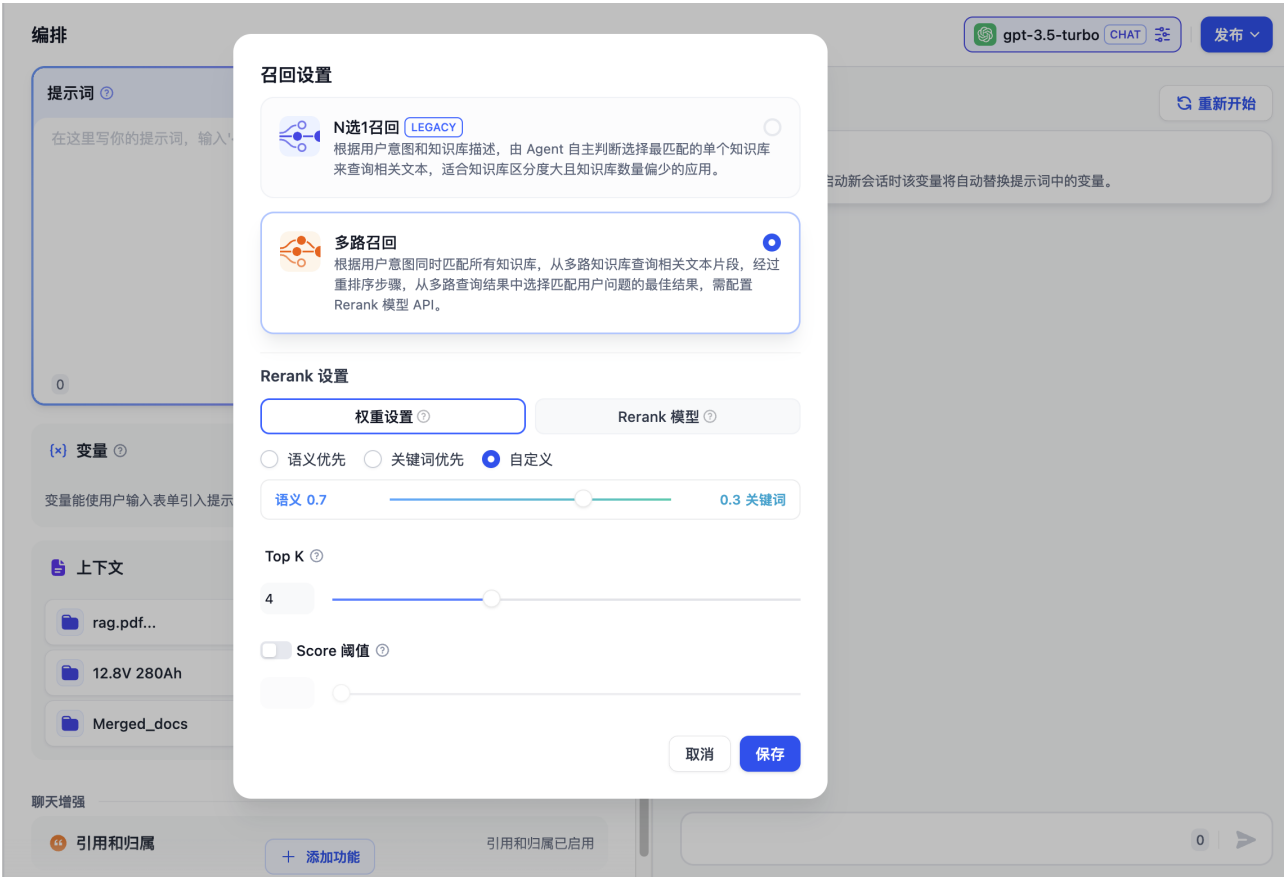 编排
gpt-3.5-turbo CHAT
发布
提示词
在这里写你的提示词，输入'
0
{x} 变量
变量能使用户输入表单引入提示
上下文
rag.pdf...
12.8V 280Ah
Merged_docs
聊天增强
引用和归属
引用和归属已启用
添加功能
召回设置
N选1召回 LEGACY
根据用户意图和知识库描述，由 Agent 自主判断选择最匹配的单个知识库
来查询相关文本，适合知识库区分度大且知识库数量偏少的应用。
多路召回
根据用户意图同时匹配所有知识库，从多路知识库查询相关文本片段，经过
重排序步骤，从多路查询结果中选择匹配用户问题的最佳结果，需配置
Rerank 模型 API。
Rerank 设置
权重设置
Rerank 模型
语义优先 关键词优先 自定义
语义 0.7
0.3 关键词
Top K
4
Score 阈值
取消
保存
重新开始
启动新会话时该变量将自动替换提示词中的变量。
0